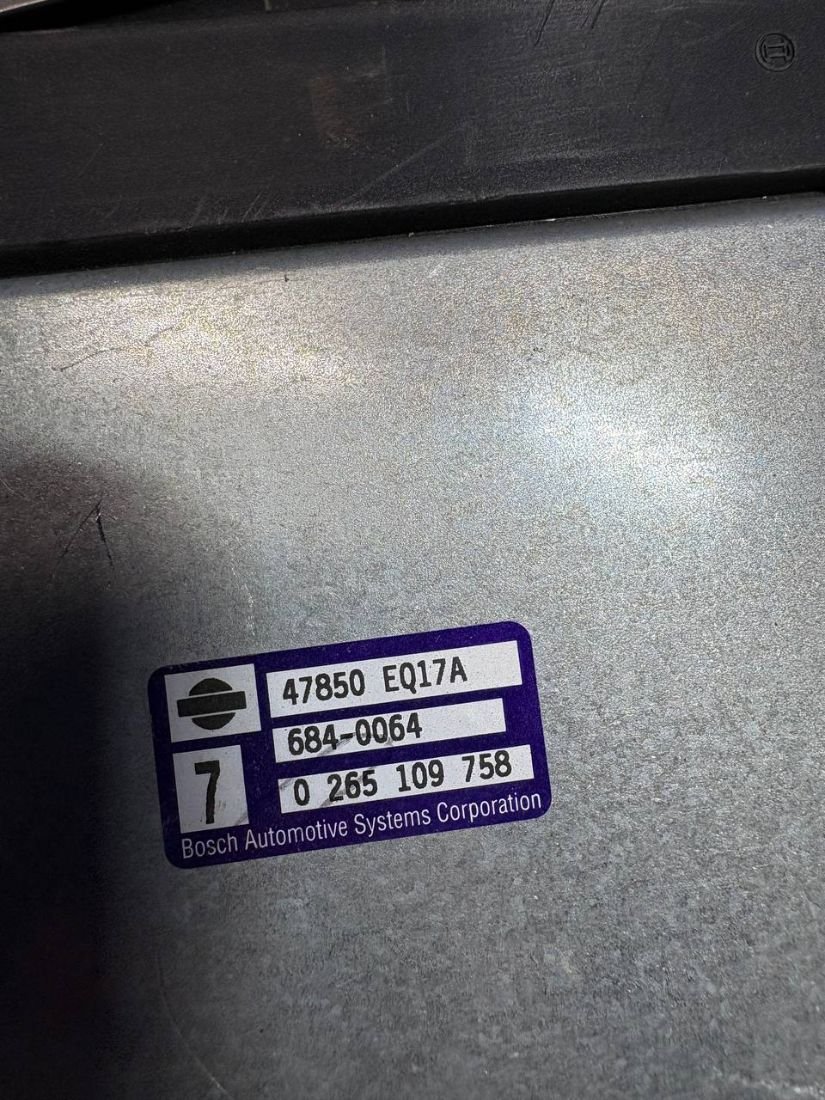 47850 EQ17A
684-0064
7
0 265 109 758
Bosch Automotive Systems Corporation